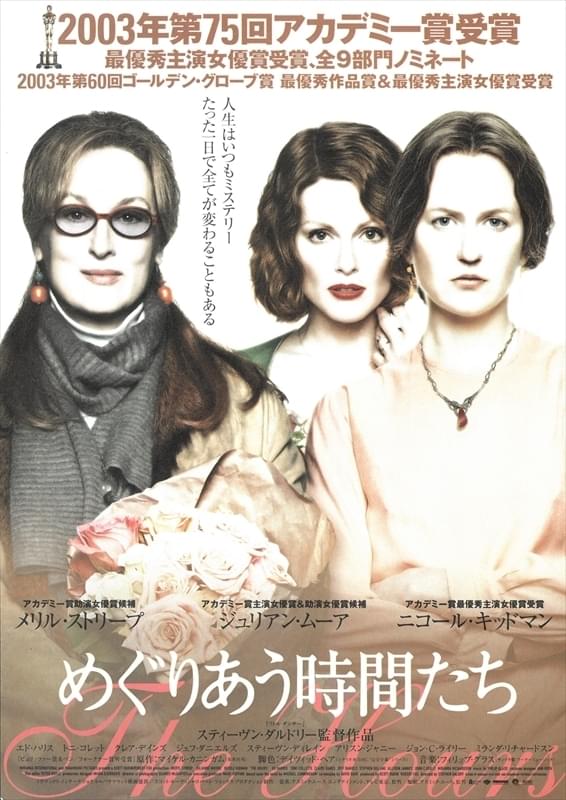 2003年第75回アカデミー賞受賞
最優秀主演女優賞受賞、全9部門ノミネート
2003年第60回ゴールデン・グローブ賞 最優秀作品賞&最優秀主演女優賞受賞
人生はいつもミステリー
たった一日で全てが変わることもある
アカデミー賞助演女優賞候補
メリル・ストリープ
アカデミー賞主演女優賞&助演女優賞候補
ジュリアン・ムーア
アカデミー賞最優秀主演女優賞受賞
ニコール・キッドマン
めぐりあう時間たち
The Hours
「リトル・ダンサー」
スティーヴン・ダルドリー監督作品
エド・ハリス トニ・コレット クレア・デインズ ジェフ・ダニエルズ スティーヴン・ディレイン アリソン・ジャニー ジョン・C・ライリー ミランダ・リチャードソン
原作:マイケル・カニンガム 脚色:デイヴィッド・ヘア 音楽:フィリップ・グラス